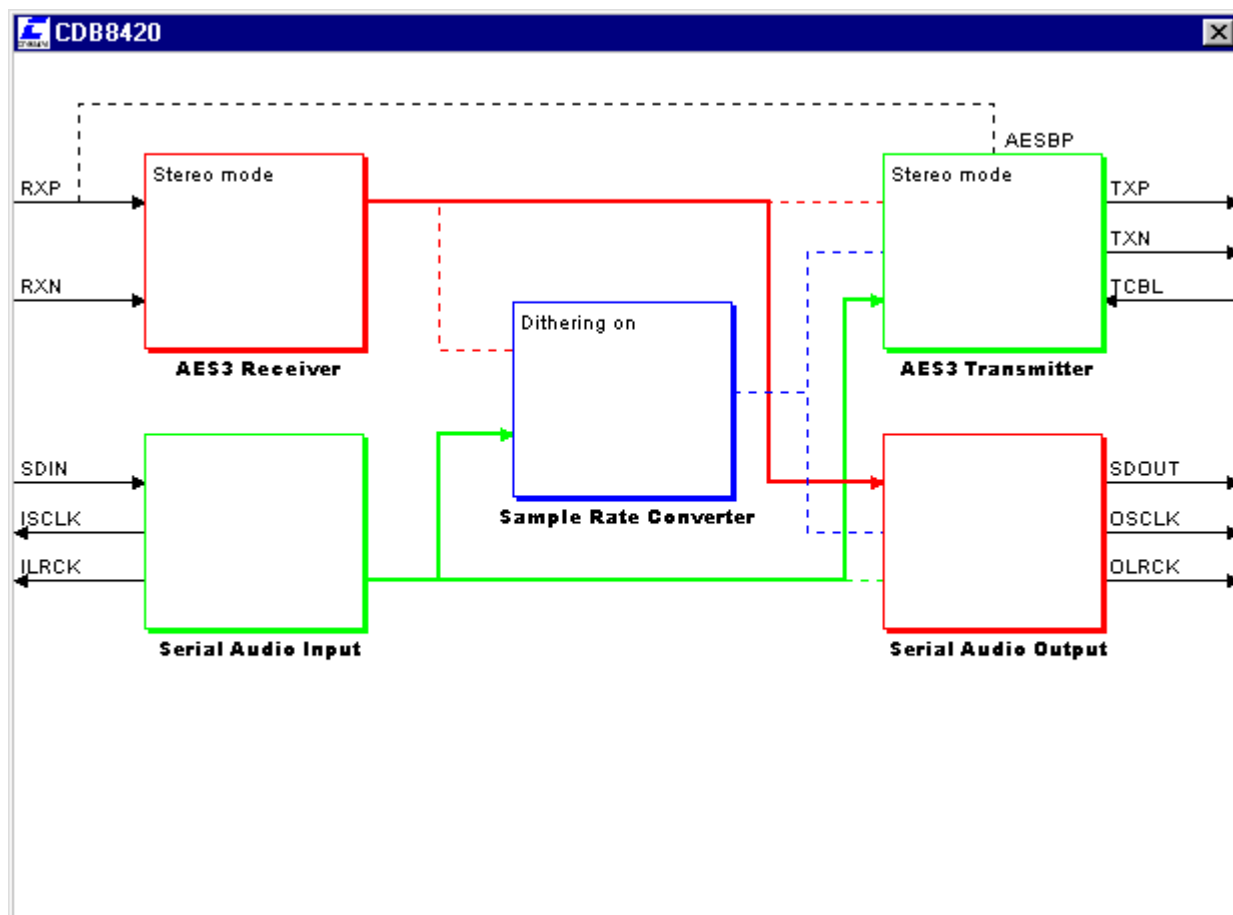 CDB8420
AESBP
Stereo mode
Stereo mode
RXP
TXP
TXN
RXN
TCBL
Dithering on
AES3 Receiver
AES3 Transmitter
SDIN
SDOUT
ISCLK
OSCLK
Sample Rate Converter
ILRCK
OLRCK
Serial Audio Input
Serial Audio Output